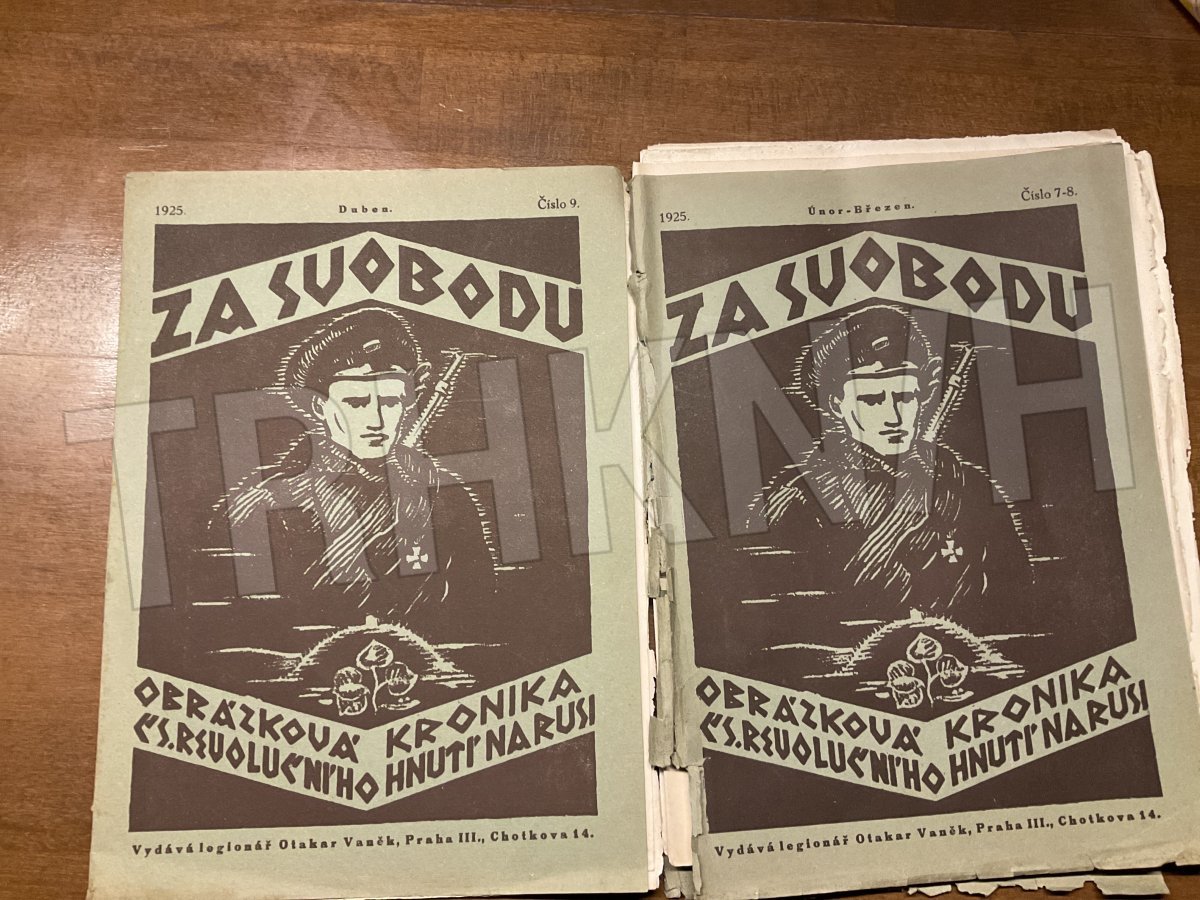 1925.
Duben.
Číslo 9.
ZA SVOBODU
OBRÁZKOVÁ KRONIKA
ČS. REVOLUČNÍHO HNUTÍ NA RUSI
Vydává legionář Otakar Vaněk, Praha III., Chotkova 14.
1925.
Únor-Březen.
Číslo 7-8.
ZA SVOBODU
OBRÁZKOVÁ KRONIKA
ČS. REVOLUČNÍHO HNUTÍ NA RUSI
Vydává legionář Otakar Vaněk, Praha III., Chotkova 14.
TRHKNIH